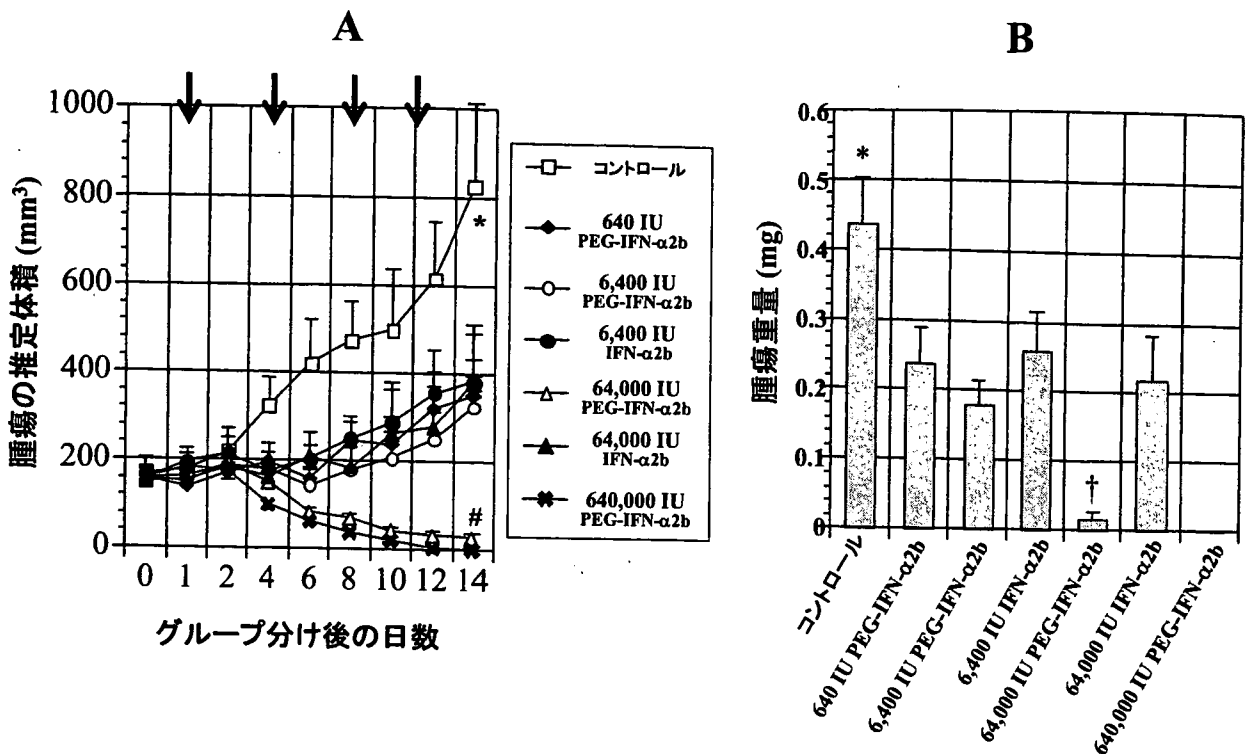 A
1000
800
600
400
200
0
腫瘍の推定体積 (mm³)
0 1 2 4 6 8 10 12 14
グループ分け後の日数
*
#
コントロール
640 IU
PEG-IFN-α2b
6,400 IU
PEG-IFN-α2b
6,400 IU
IFN-α2b
64,000 IU
PEG-IFN-α2b
64,000 IU
IFN-α2b
640,000 IU
PEG-IFN-α2b
B
0.6
0.5
0.4
0.3
0.2
0.1
0
腫瘍重量 (mg)
*
†
コントロール
640 IU PEG-IFN-α2b
6,400 IU PEG-IFN-α2b
6,400 IU IFN-α2b
64,000 IU PEG-IFN-α2b
64,000 IU IFN-α2b
640,000 IU PEG-IFN-α2b